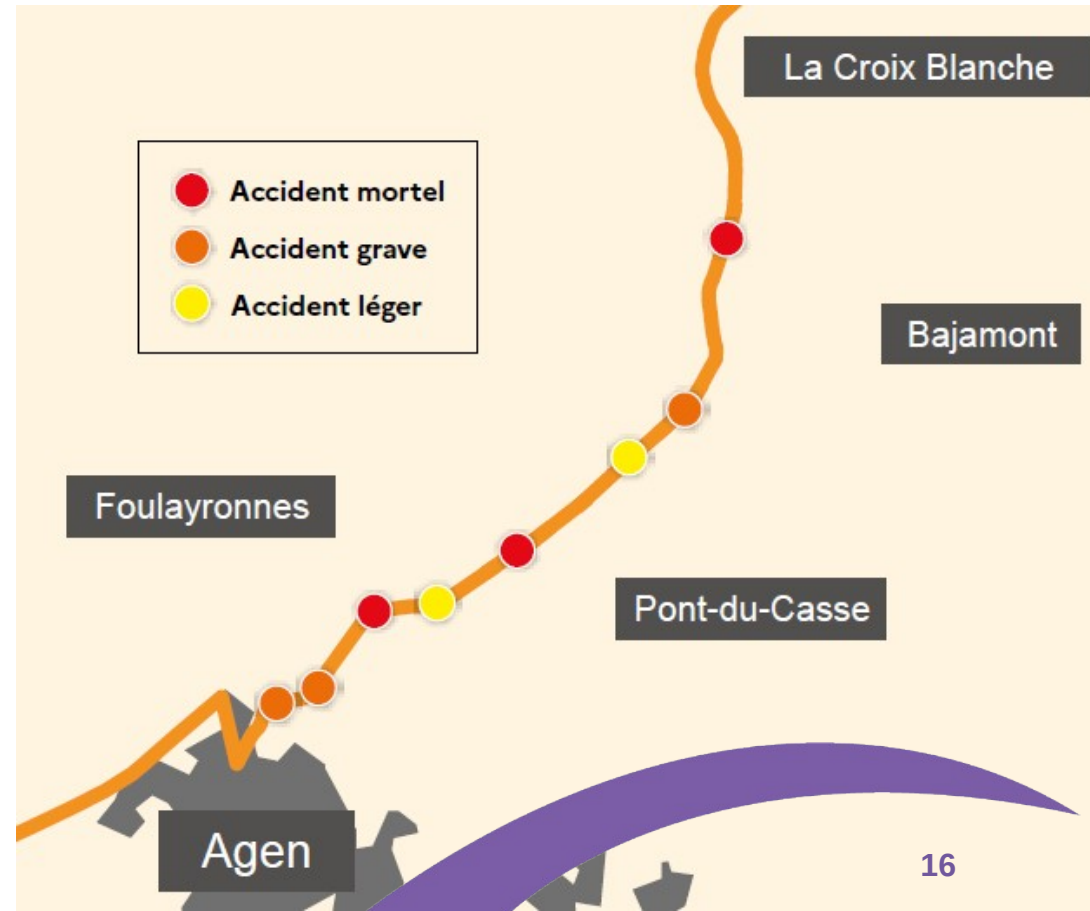 La Croix Blanche
Accident mortel
Accident grave
Accident léger
Bajamont
Foulayronnes
Pont-du-Casse
Agen
16